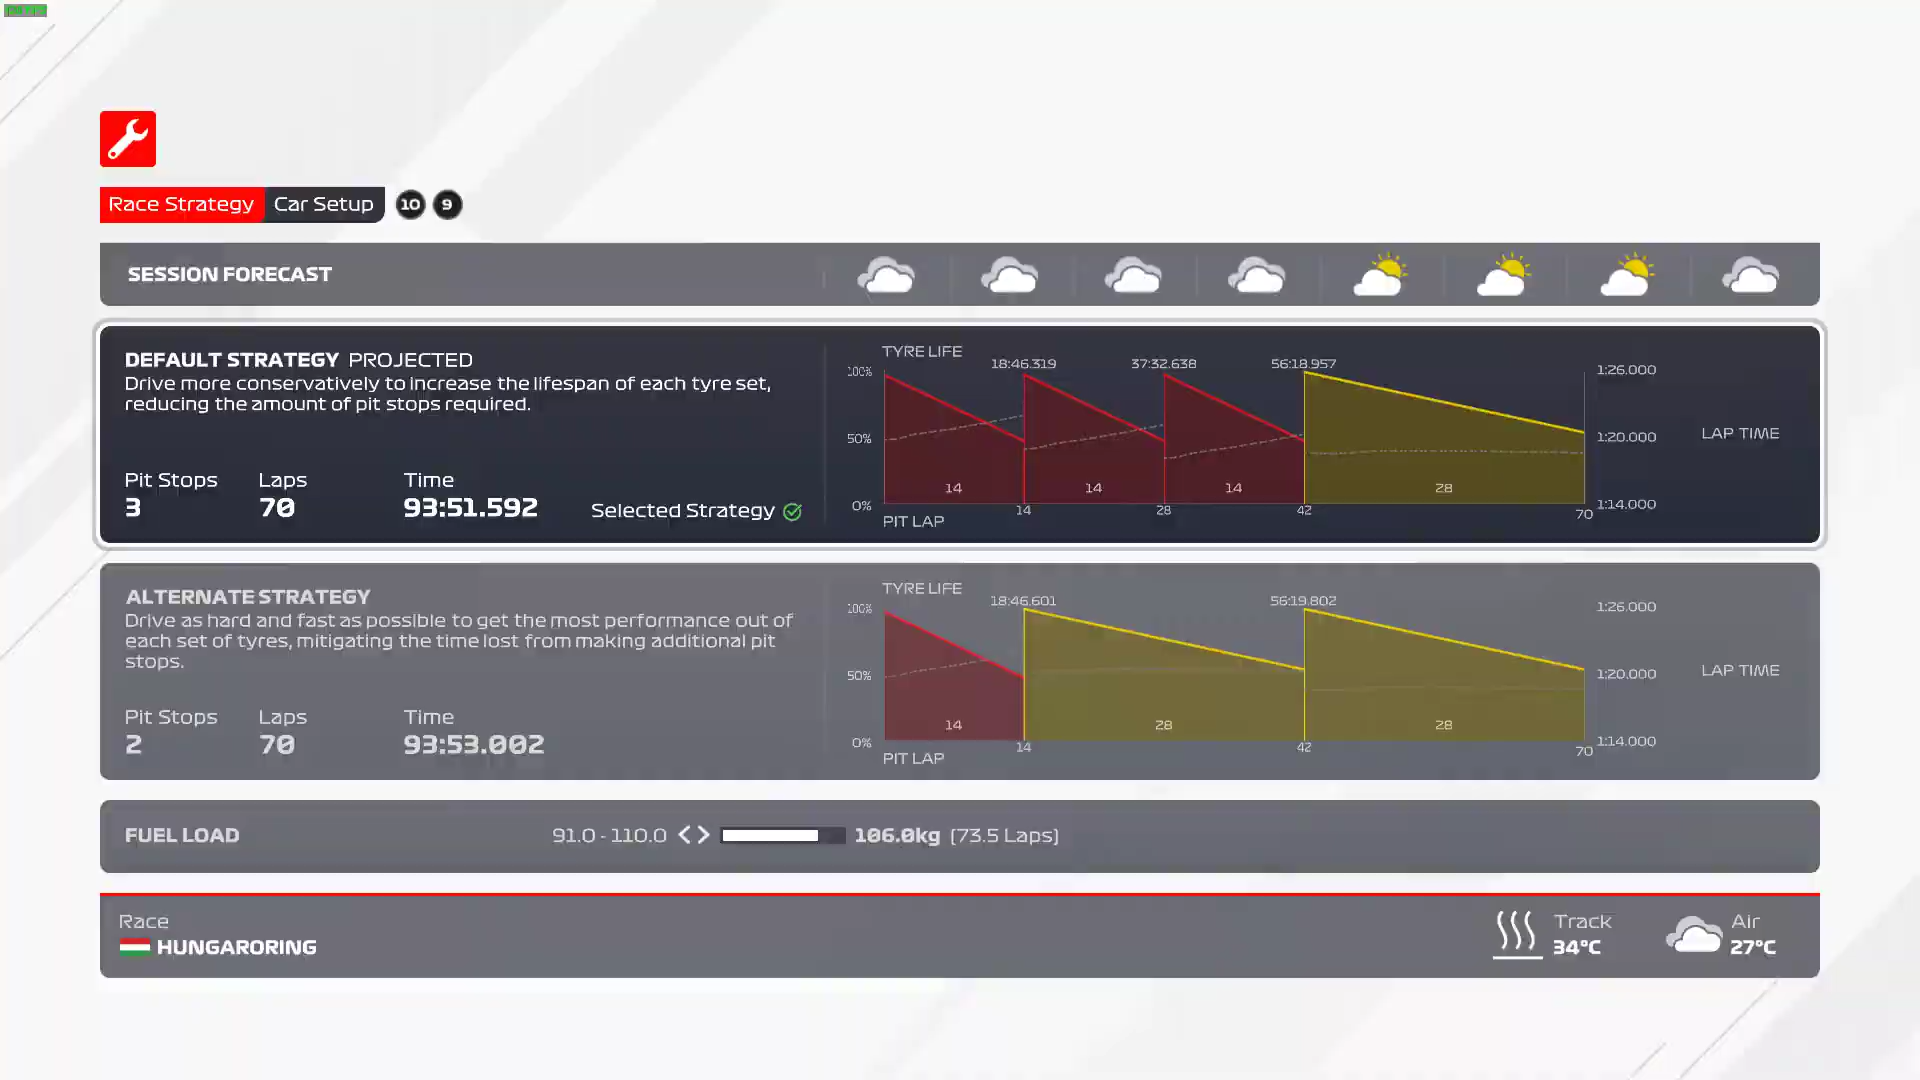 Race Strategy Car Setup 10 9
SESSION FORECAST
DEFAULT STRATEGY PROJECTED
Drive more conservatively to increase the lifespan of each tyre set,
reducing the amount of pit stops required.
Pit Stops Laps Time
3 70 93:51.592 Selected Strategy
TYRE LIFE
18:46.319 37:32.638 56:18.957
100% 1:26.000
50% 1:20.000 LAP TIME
14 14 14 28
0% 14 28 42 70 1:14.000
PIT LAP
ALTERNATE STRATEGY
Drive as hard and fast as possible to get the most performance out of
each set of tyres, mitigating the time lost from making additional pit
stops.
Pit Stops Laps Time
2 70 93:53.002
TYRE LIFE
18:46.601 56:19.802
100% 1:26.000
50% 1:20.000 LAP TIME
14 28 28
0% 14 42 70 1:14.000
PIT LAP
FUEL LOAD 91.0 - 110.0 106.0kg (73.5 Laps)
Race
HUNGARORING
Track
34°C
Air
27°C